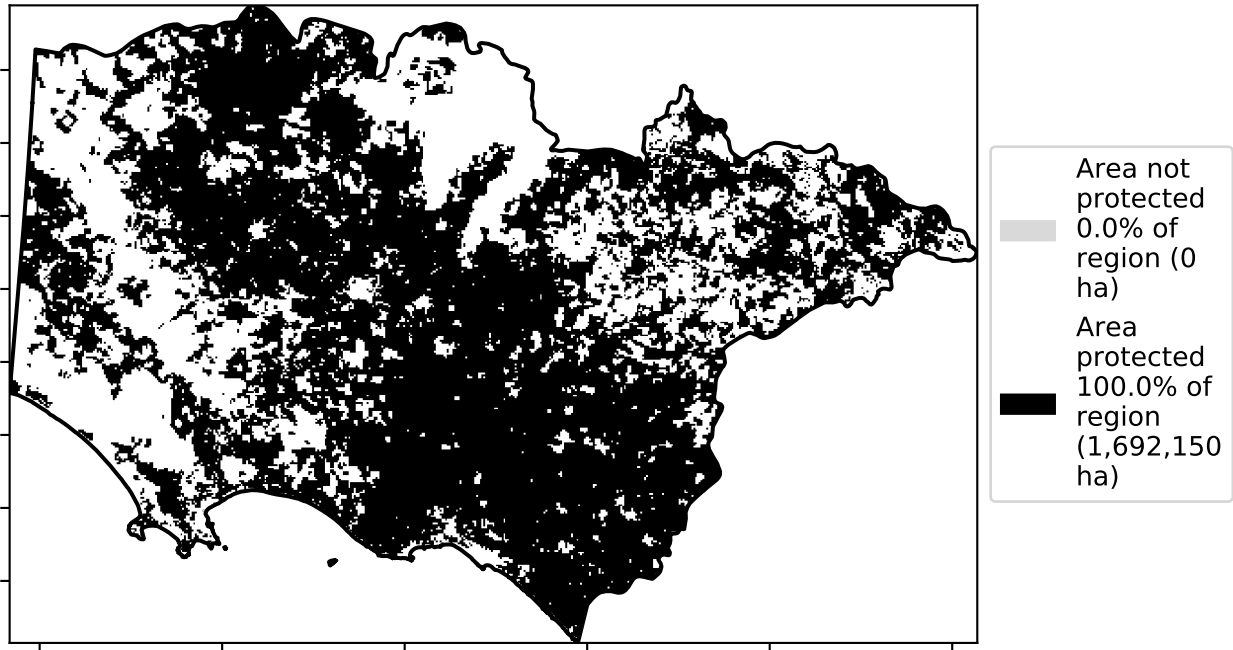 Area not
protected
0.0% of
region (0
ha)
Area
protected
100.0% of
region
(1,692,150
ha)